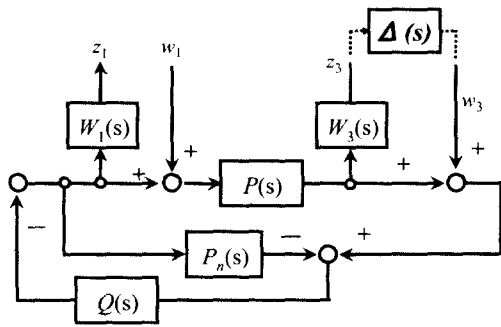 Δ(s)
z₁
w₁
z₃
w₃
W₁(s)
W₃(s)
+
+
+
+
+
P(s)
−
Pₙ(s)
−
+
Q(s)